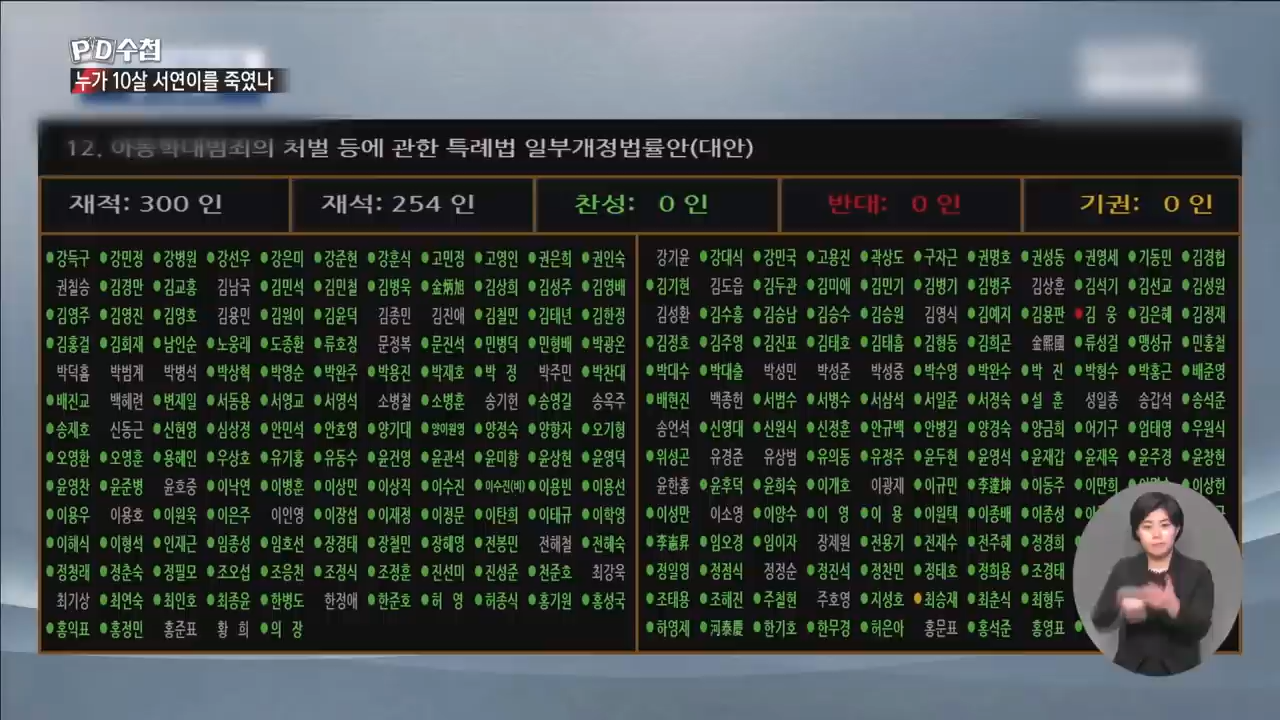 PD수첩
누가 10살 서연이를 죽였나
12. 아동학대범죄의 처벌 등에 관한 특례법 일부개정법률안(대안)
재적: 300 인 재석: 254 인 찬성: 0 인 반대: 0 인 기권: 0 인
강득구 강민정 강병원 강선우 강은미 강준현 강훈식 고민정 고영인 권은희 권인숙 강기윤 강대식 강민국 고용진 곽상도 구자근 권명호 권성동 권영세 기동민 김경협
권칠승 김경만 김교흥 김남국 김민석 김민철 김병욱 金炳旭 김상희 김성주 김영배 김기현 김도읍 김두관 김미애 김민기 김병기 김병주 김상훈 김석기 김선교 김성원
김영주 김영진 김영호 김용민 김원이 김윤덕 김종민 김진애 김철민 김태년 김한정 김성환 김수흥 김승남 김승수 김승원 김영식 김예지 김용판 김 웅 김은혜 김정재
김홍걸 김회재 남인순 노웅래 도종환 류호정 문정복 문진석 민병덕 민형배 박광온 김정호 김주영 김진표 김태호 김태흠 김형동 김희곤 金熙國 류성걸 맹성규 민홍철
박덕흠 박범계 박병석 박상혁 박영순 박완주 박용진 박재호 박 정 박주민 박찬대 박대수 박대출 박성민 박성준 박성중 박수영 박완수 박 진 박형수 박홍근 배준영
배진교 백혜련 변재일 서동용 서영교 서영석 소병철 소병훈 송기헌 송영길 송옥주 배현진 백종헌 서범수 서병수 서삼석 서일준 서정숙 설 훈 성일종 송갑석 송석준
송재호 신동근 신현영 심상정 안민석 안호영 양기대 양이원영 양정숙 양향자 오기형 송언석 신영대 신원식 신정훈 안규백 안병길 양경숙 양금희 어기구 엄태영 우원식
오영환 오영훈 용혜인 우상호 유기홍 유동수 윤건영 윤관석 윤미향 윤상현 윤영덕 위성곤 유경준 유상범 유의동 유정주 윤두현 윤영석 윤재갑 윤재옥 윤주경 윤창현
윤영찬 윤준병 윤호중 이낙연 이병훈 이상민 이상직 이수진 이수진(비) 이용빈 이용선 윤한홍 윤후덕 윤희숙 이개호 이광재 이규민 李達坤 이동주 이만희 이상헌
이용우 이용호 이원욱 이은주 이인영 이장섭 이재정 이정문 이탄희 이태규 이학영 이성만 이소영 이양수 이 영 이 용 이원택 이종배 이종성
이해식 이형석 인재근 임종성 임호선 장경태 장철민 장혜영 전봉민 전해철 전혜숙 李憲昇 임오경 임이자 장제원 전용기 전재수 전주혜 정경희
정청래 정춘숙 정필모 조오섭 조응천 조정식 조정훈 진선미 진성준 천준호 최강욱 정일영 정점식 정정순 정진석 정찬민 정태호 정희용 조경태
최기상 최연숙 최인호 최종윤 한병도 한정애 한준호 허 영 허종식 홍기원 홍성국 조태용 조해진 주철현 주호영 지성호 최승재 최춘식 최형두
홍익표 홍정민 홍준표 황 희 의 장 하영제 河泰慶 한기호 한무경 허은아 홍문표 홍석준 홍영표